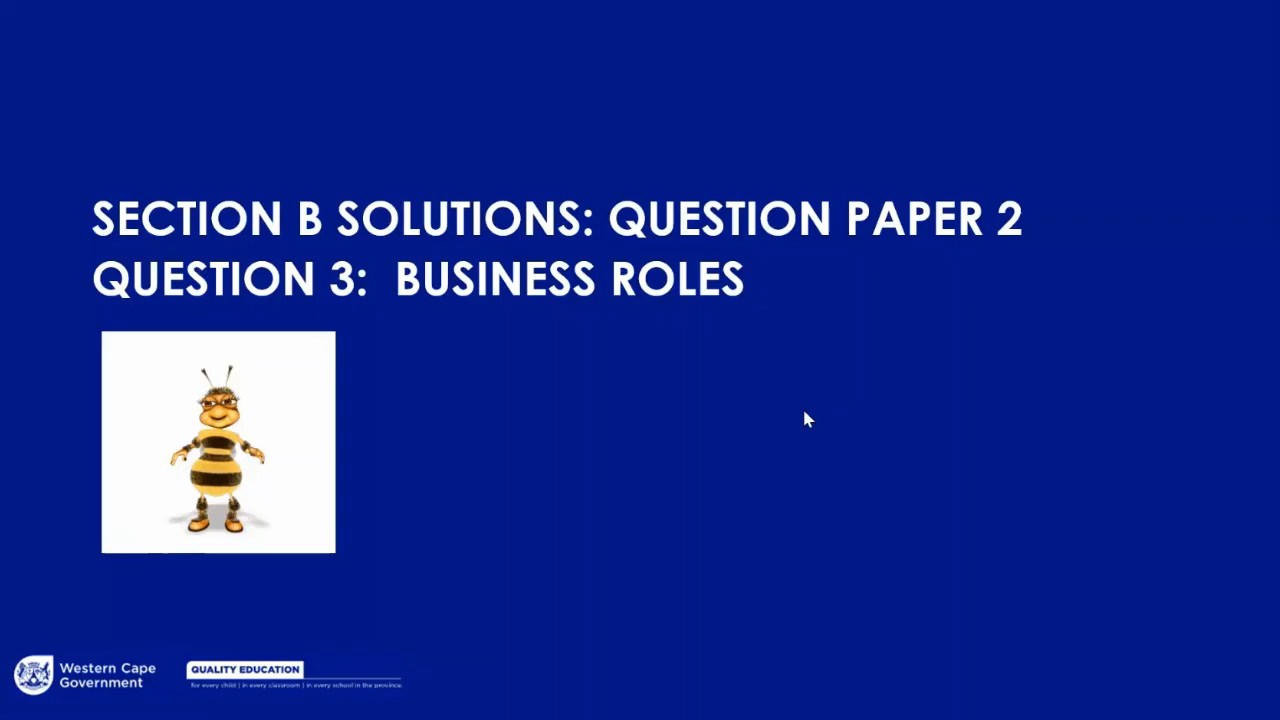 SECTION B SOLUTIONS: QUESTION PAPER 2
QUESTION 3: BUSINESS ROLES
Western Cape
Government
QUALITY EDUCATION
for every child | in every classroom | in every school in the province.